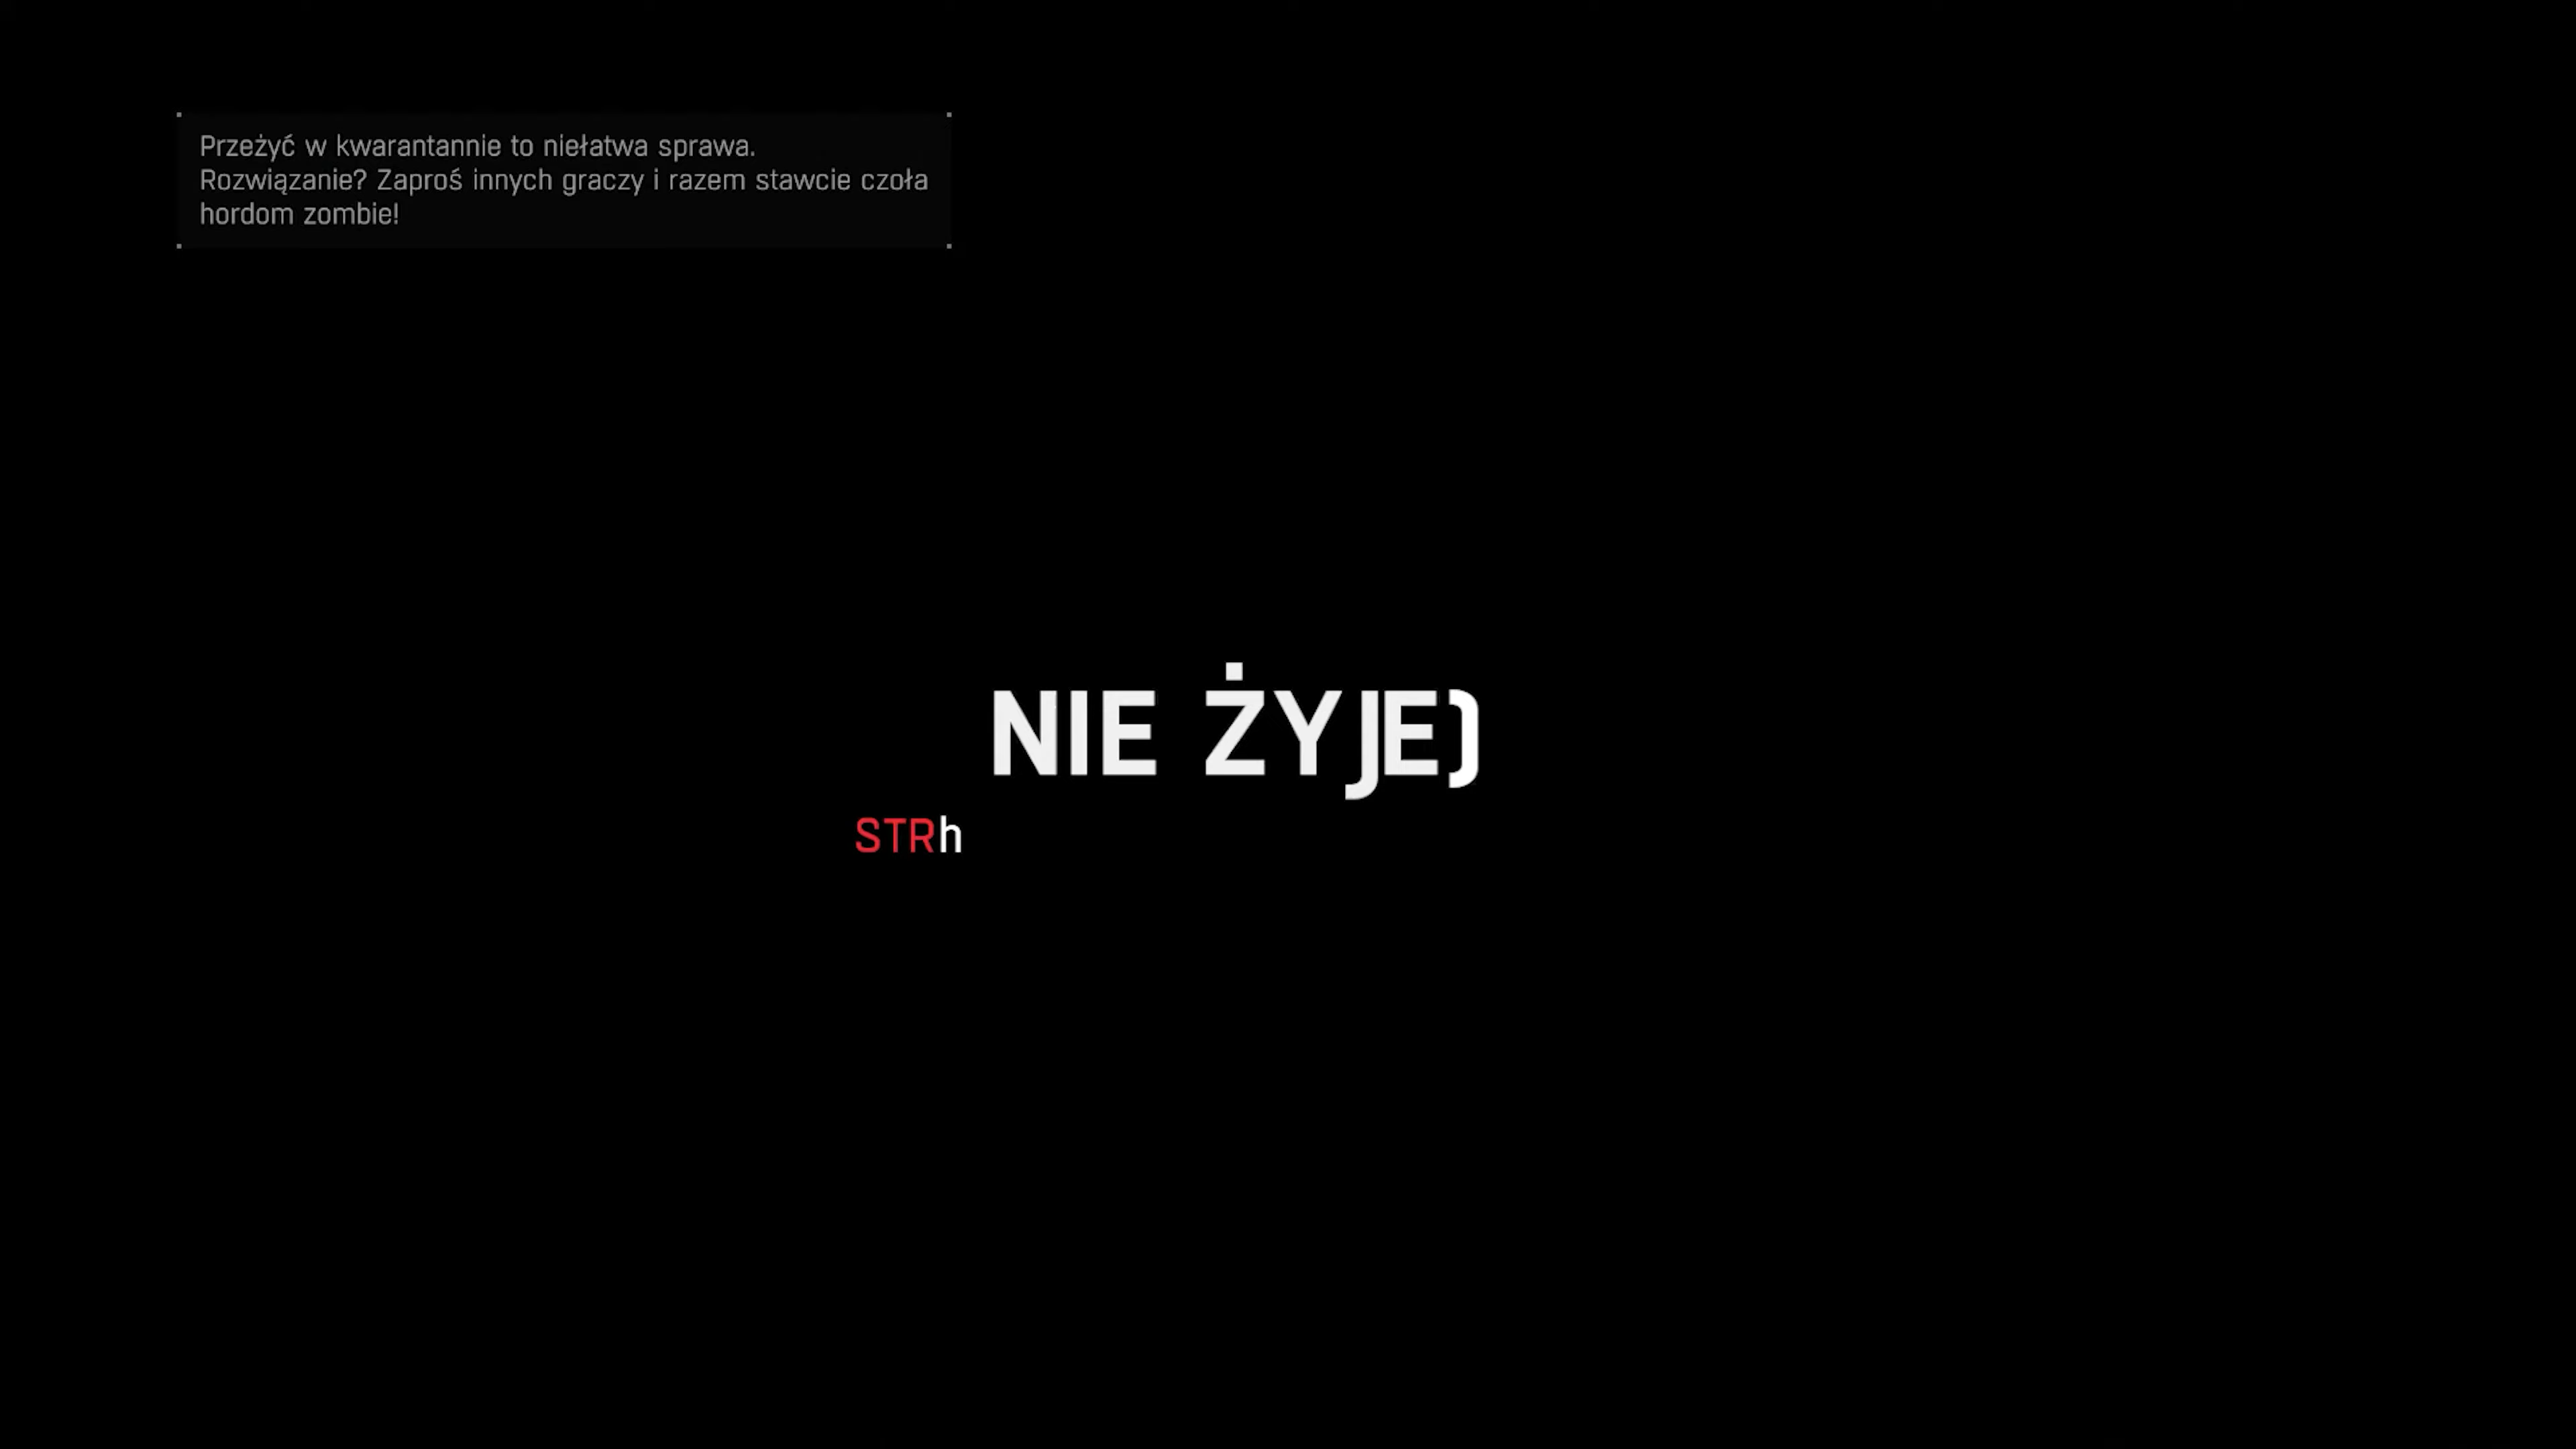 Przeżyć w kwarantannie to niełatwa sprawa.
Rozwiązanie? Zaproś innych graczy i razem stawcie czoła
hordom zombie!
NIE ŻYJE)
STRh